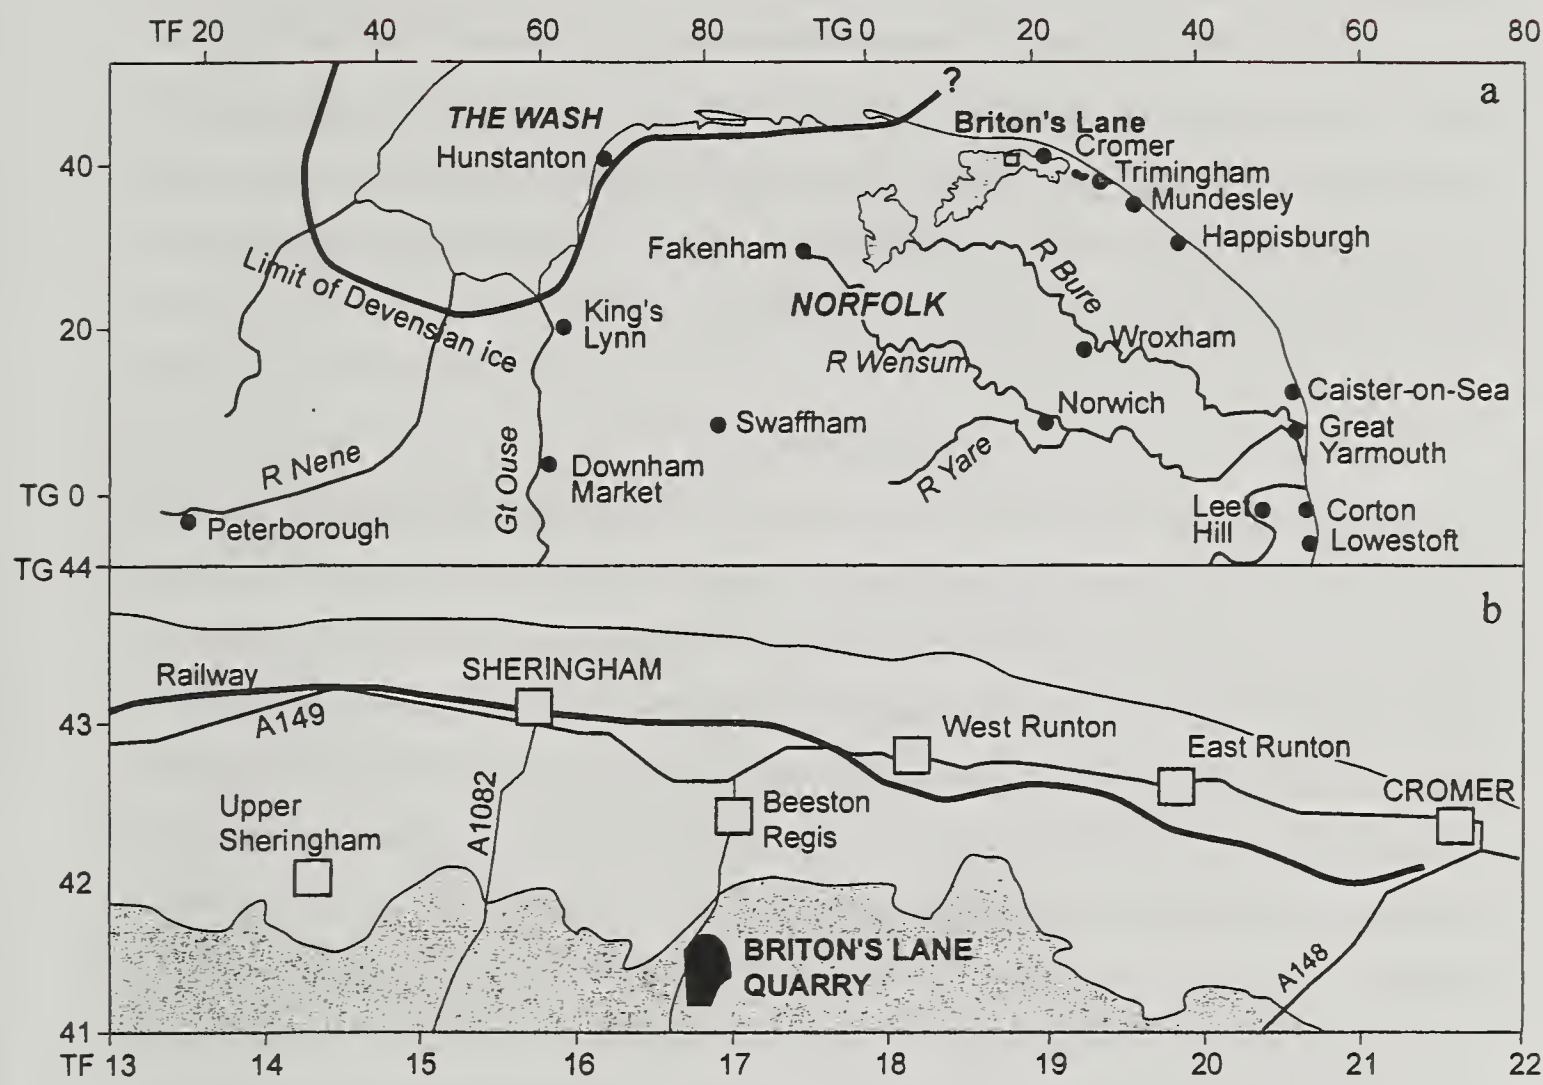 TF 20 40 60 80 TG 0 20 40 60 80
a
?
THE WASH
Briton's Lane
Hunstanton
Cromer
40
Trimingham
Mundesley
Fakenham
Happisburgh
R Bure
Limit of Devensian ice
NORFOLK
King's
Lynn
20
Wroxham
R Wensum
Caister-on-Sea
Swaffham
Norwich
Great
Yarmouth
R Nene
Gt Ouse
Downham
Market
R Yare
TG 0
Peterborough
Leet
Hill
Corton
Lowestoft
TG 44
b
Railway
SHERINGHAM
A149
43
West Runton
East Runton
CROMER
Upper
Sheringham
A1082
Beeston
Regis
42
BRITON'S LANE
QUARRY
A148
41
TF 13 14 15 16 17 18 19 20 21 22